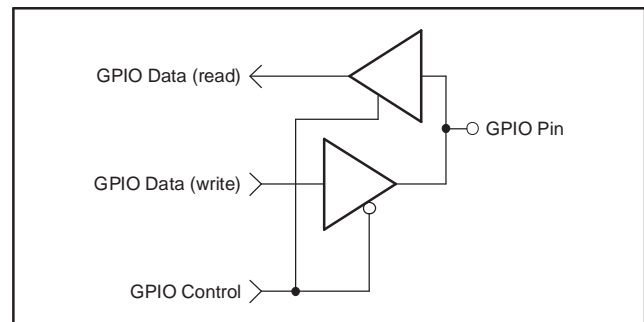 GPIO Data (read)
GPIO Pin
GPIO Data (write)
GPIO Control